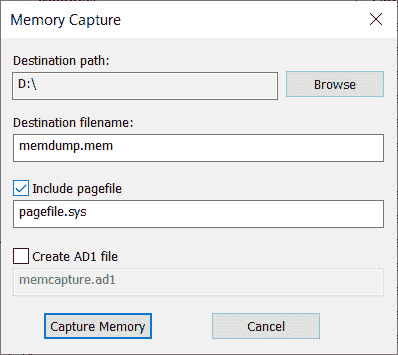 Memory Capture
Destination path:
D:\
Browse
Destination filename:
memdump.mem
Include pagefile
pagefile.sys
Create AD1 file
memcapture.ad1
Capture Memory
Cancel